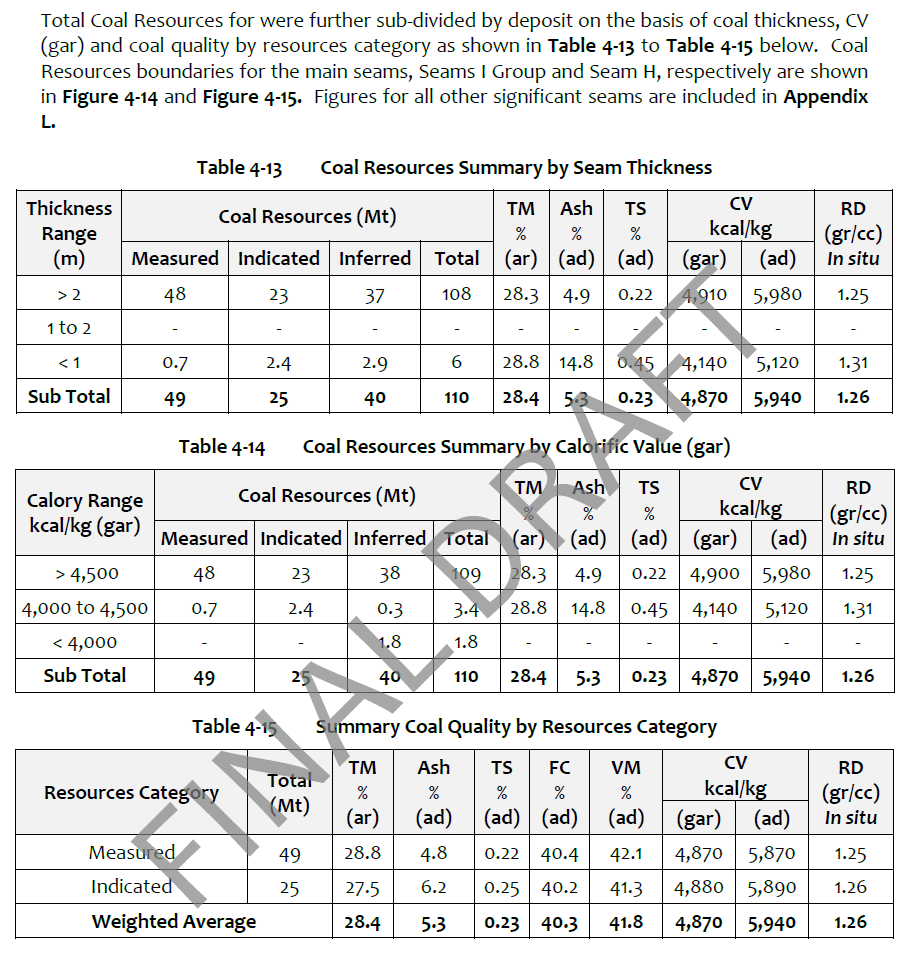 Total Coal Resources for were further sub-divided by deposit on the basis of coal thickness, CV
(gar) and coal quality by resources category as shown in Table 4-13 to Table 4-15 below. Coal
Resources boundaries for the main seams, Seams I Group and Seam H, respectively are shown
in Figure 4-14 and Figure 4-15. Figures for all other significant seams are included in Appendix
L.
Table 4-13 Coal Resources Summary by Seam Thickness
Thickness Range (m) Coal Resources (Mt) TM % (ar) Ash % (ad) TS % (ad) CV kcal/kg RD (gr/cc) In situ
Measured Indicated Inferred Total (gar) (ad)
> 2 48 23 37 108 28.3 4.9 0.22 4,910 5,980 1.25
1 to 2 - - - - - - - - - -
< 1 0.7 2.4 2.9 6 28.8 14.8 0.45 4,140 5,120 1.31
Sub Total 49 25 40 110 28.4 5.3 0.23 4,870 5,940 1.26
Table 4-14 Coal Resources Summary by Calorific Value (gar)
Calory Range kcal/kg (gar) Coal Resources (Mt) TM % (ar) Ash % (ad) TS % (ad) CV kcal/kg RD (gr/cc) In situ
Measured Indicated Inferred Total (gar) (ad)
> 4,500 48 23 38 109 28.3 4.9 0.22 4,900 5,980 1.25
4,000 to 4,500 0.7 2.4 0.3 3.4 28.8 14.8 0.45 4,140 5,120 1.31
< 4,000 - - 1.8 1.8 - - - - - -
Sub Total 49 25 40 110 28.4 5.3 0.23 4,870 5,940 1.26
Table 4-15 Summary Coal Quality by Resources Category
Resources Category Total (Mt) TM % (ar) Ash % (ad) TS % (ad) FC % (ad) VM % (ad) CV kcal/kg RD (gr/cc) In situ
(gar) (ad)
Measured 49 28.8 4.8 0.22 40.4 42.1 4,870 5,870 1.25
Indicated 25 27.5 6.2 0.25 40.2 41.3 4,880 5,890 1.26
Weighted Average 28.4 5.3 0.23 40.3 41.8 4,870 5,940 1.26
FINAL DRAFT